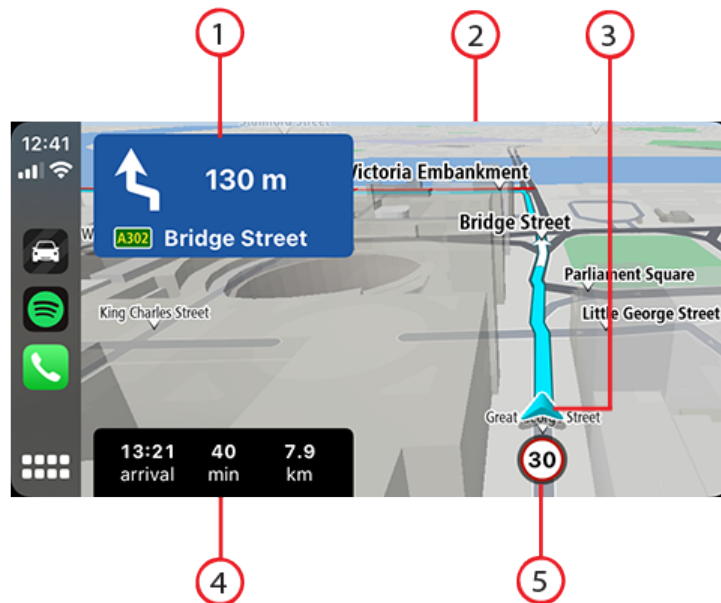 1
2
3
12:41
130 m
A302 Bridge Street
Victoria Embankment
Bridge Street
Parliament Square
King Charles Street
Little George Street
Great George Street
30
13:21 40 7.9
arrival min km
4
5